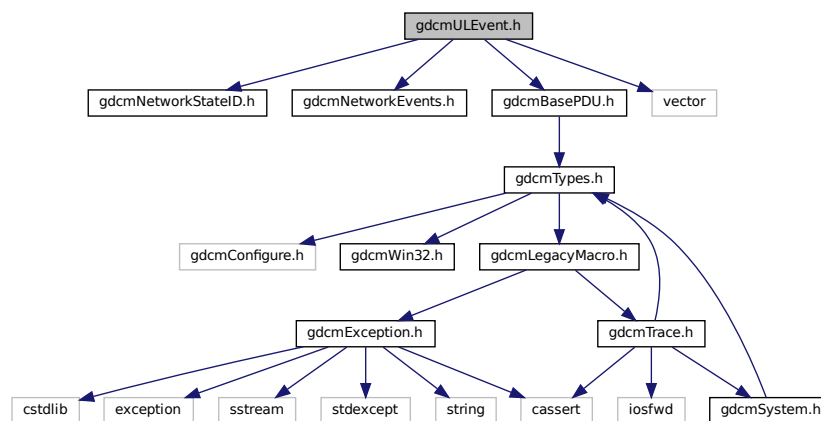 gdcmULEvent.h
gdcmNetworkStateID.h
gdcmNetworkEvents.h
gdcmBasePDU.h
vector
gdcmTypes.h
gdcmConfigure.h
gdcmWin32.h
gdcmLegacyMacro.h
gdcmException.h
gdcmTrace.h
cstdlib
exception
sstream
stdexcept
string
cassert
iosfwd
gdcmSystem.h